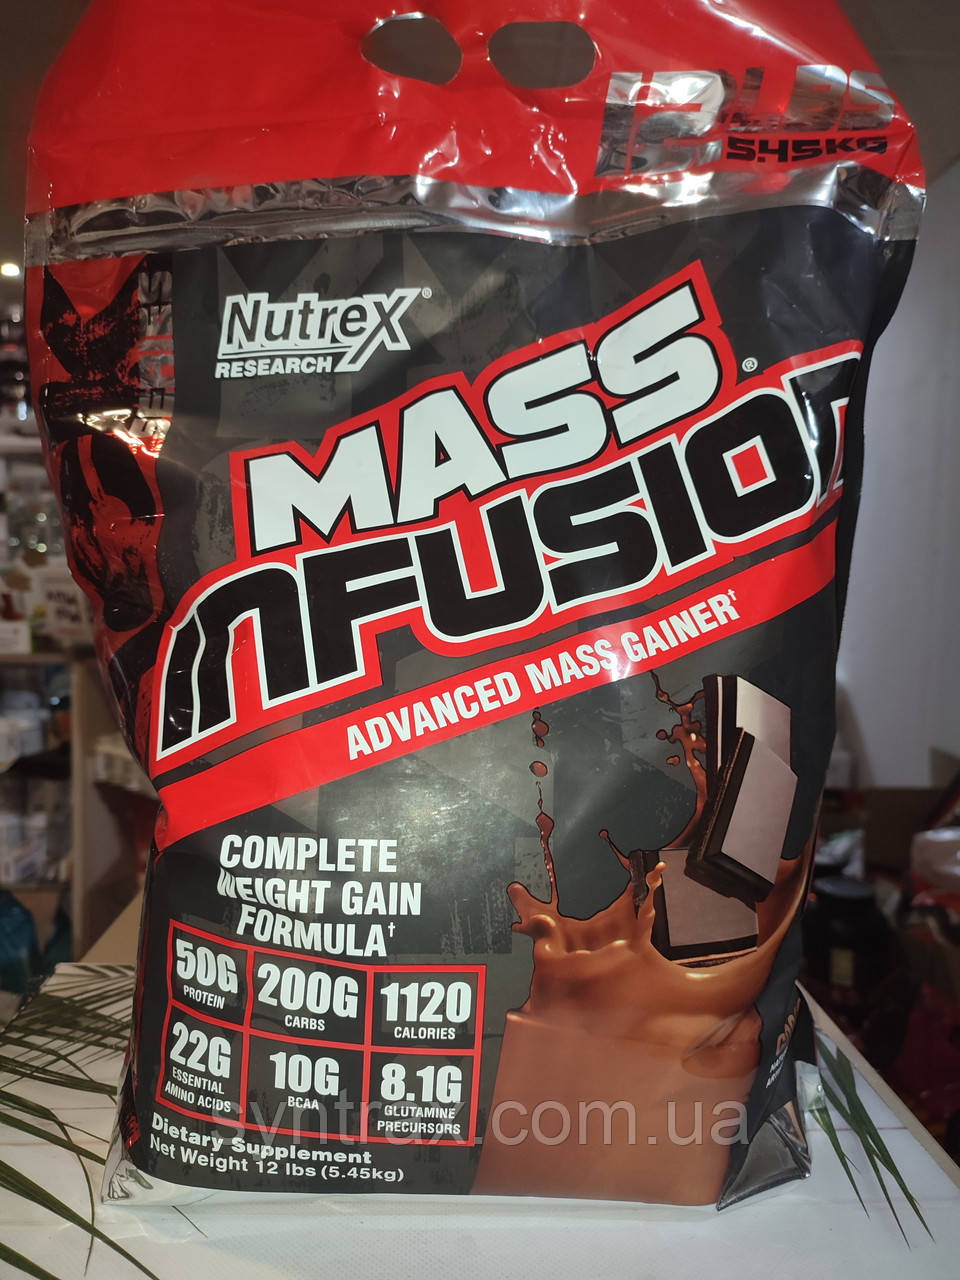 12 LBS
5.45KG
Nutrex®
RESEARCH
MASS
INFUSION®
ADVANCED MASS GAINER†
COMPLETE
WEIGHT GAIN
FORMULA†
50G
PROTEIN
200G
CARBS
1120
CALORIES
22G
ESSENTIAL
AMINO ACIDS
10G
BCAA
8.1G
GLUTAMINE
PRECURSORS
syntrax.com.ua
Dietary Supplement
Net Weight 12 lbs (5.45kg)